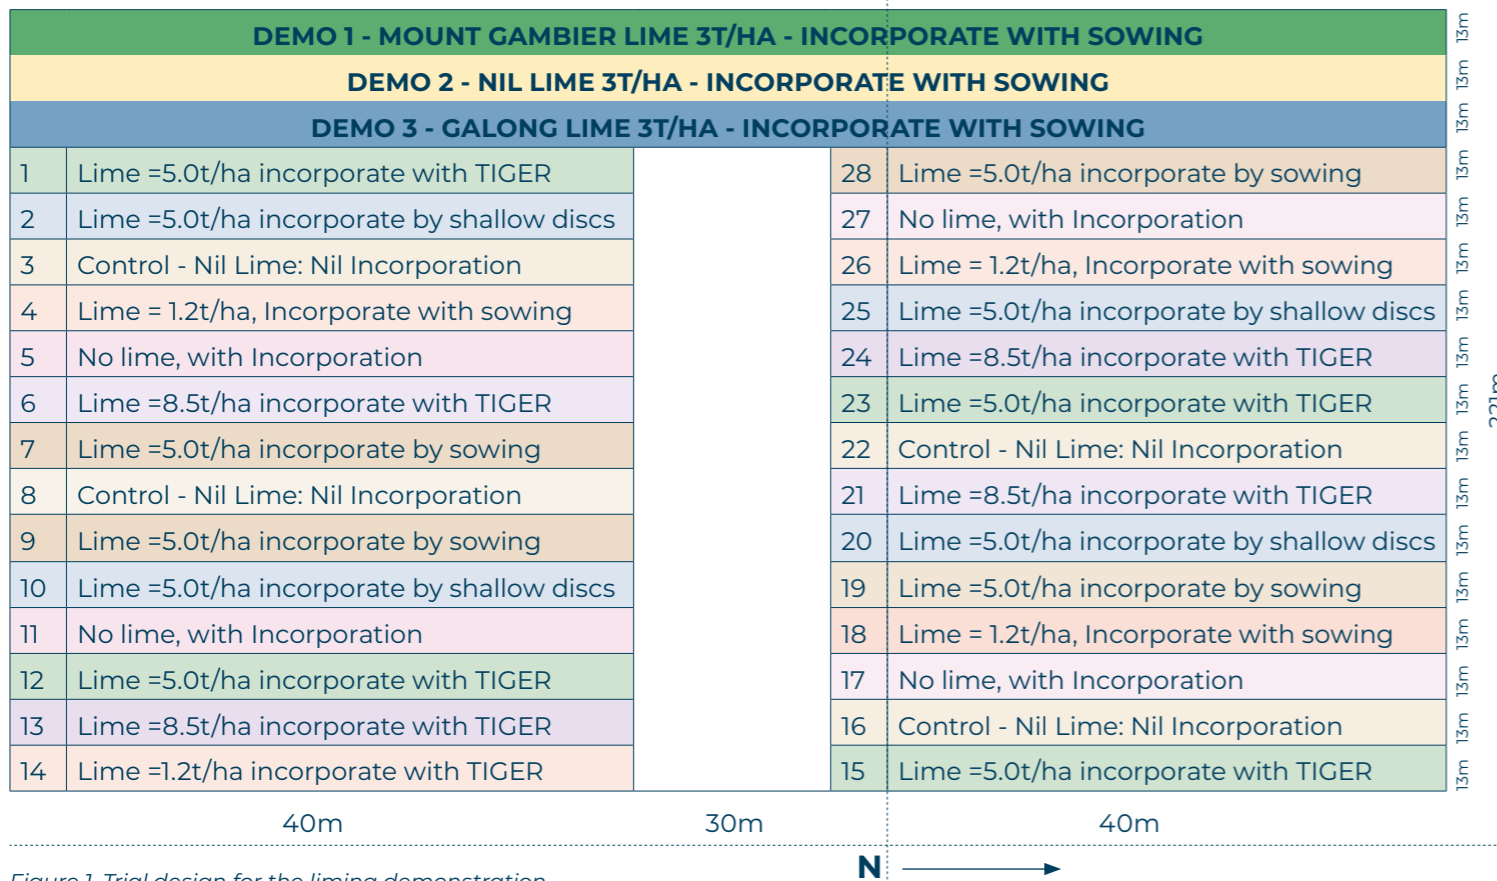 DEMO 1 - MOUNT GAMBIER LIME 3T/HA - INCORPORATE WITH SOWING 13m
DEMO 2 - NIL LIME 3T/HA - INCORPORATE WITH SOWING 13m
DEMO 3 - GALONG LIME 3T/HA - INCORPORATE WITH SOWING 13m
1 Lime =5.0t/ha incorporate with TIGER 28 Lime =5.0t/ha incorporate by sowing 13m
2 Lime =5.0t/ha incorporate by shallow discs 27 No lime, with Incorporation 13m
3 Control - Nil Lime: Nil Incorporation 26 Lime = 1.2t/ha, Incorporate with sowing 13m
4 Lime = 1.2t/ha, Incorporate with sowing 25 Lime =5.0t/ha incorporate by shallow discs 13m
5 No lime, with Incorporation 24 Lime =8.5t/ha incorporate with TIGER 13m
6 Lime =8.5t/ha incorporate with TIGER 23 Lime =5.0t/ha incorporate with TIGER 13m
7 Lime =5.0t/ha incorporate by sowing 22 Control - Nil Lime: Nil Incorporation 13m
8 Control - Nil Lime: Nil Incorporation 21 Lime =8.5t/ha incorporate with TIGER 13m
9 Lime =5.0t/ha incorporate by sowing 20 Lime =5.0t/ha incorporate by shallow discs 13m
10 Lime =5.0t/ha incorporate by shallow discs 19 Lime =5.0t/ha incorporate by sowing 13m
11 No lime, with Incorporation 18 Lime = 1.2t/ha, Incorporate with sowing 13m
12 Lime =5.0t/ha incorporate with TIGER 17 No lime, with Incorporation 13m
13 Lime =8.5t/ha incorporate with TIGER 16 Control - Nil Lime: Nil Incorporation 13m
14 Lime =1.2t/ha incorporate with TIGER 15 Lime =5.0t/ha incorporate with TIGER 13m
221m
40m 30m 40m
N
Figure 1. Trial design for the liming demonstration